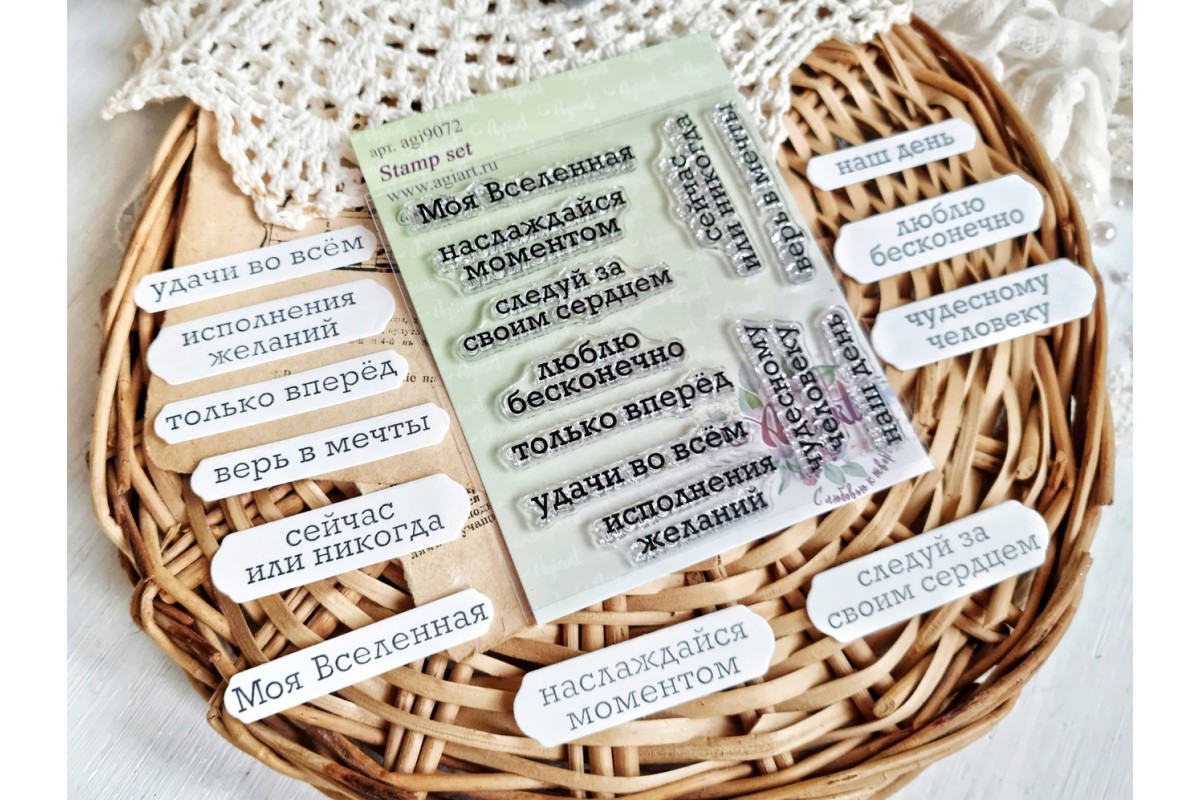 арт. agi9072
Stamp set
www.agiart.ru
Моя Вселенная
наслаждайся
моментом
следуй за
своим сердцем
люблю
бесконечно
только вперёд
удачи во всём
исполнения
желаний
сейчас
или никогда
верь в мечты
чудесному
человеку
наш день
С любовью к
удачи во всём
исполнения
желаний
только вперёд
верь в мечты
сейчас
или никогда
Моя Вселенная
наш день
люблю
бесконечно
чудесному
человеку
следуй за
своим сердцем
наслаждайся
моментом